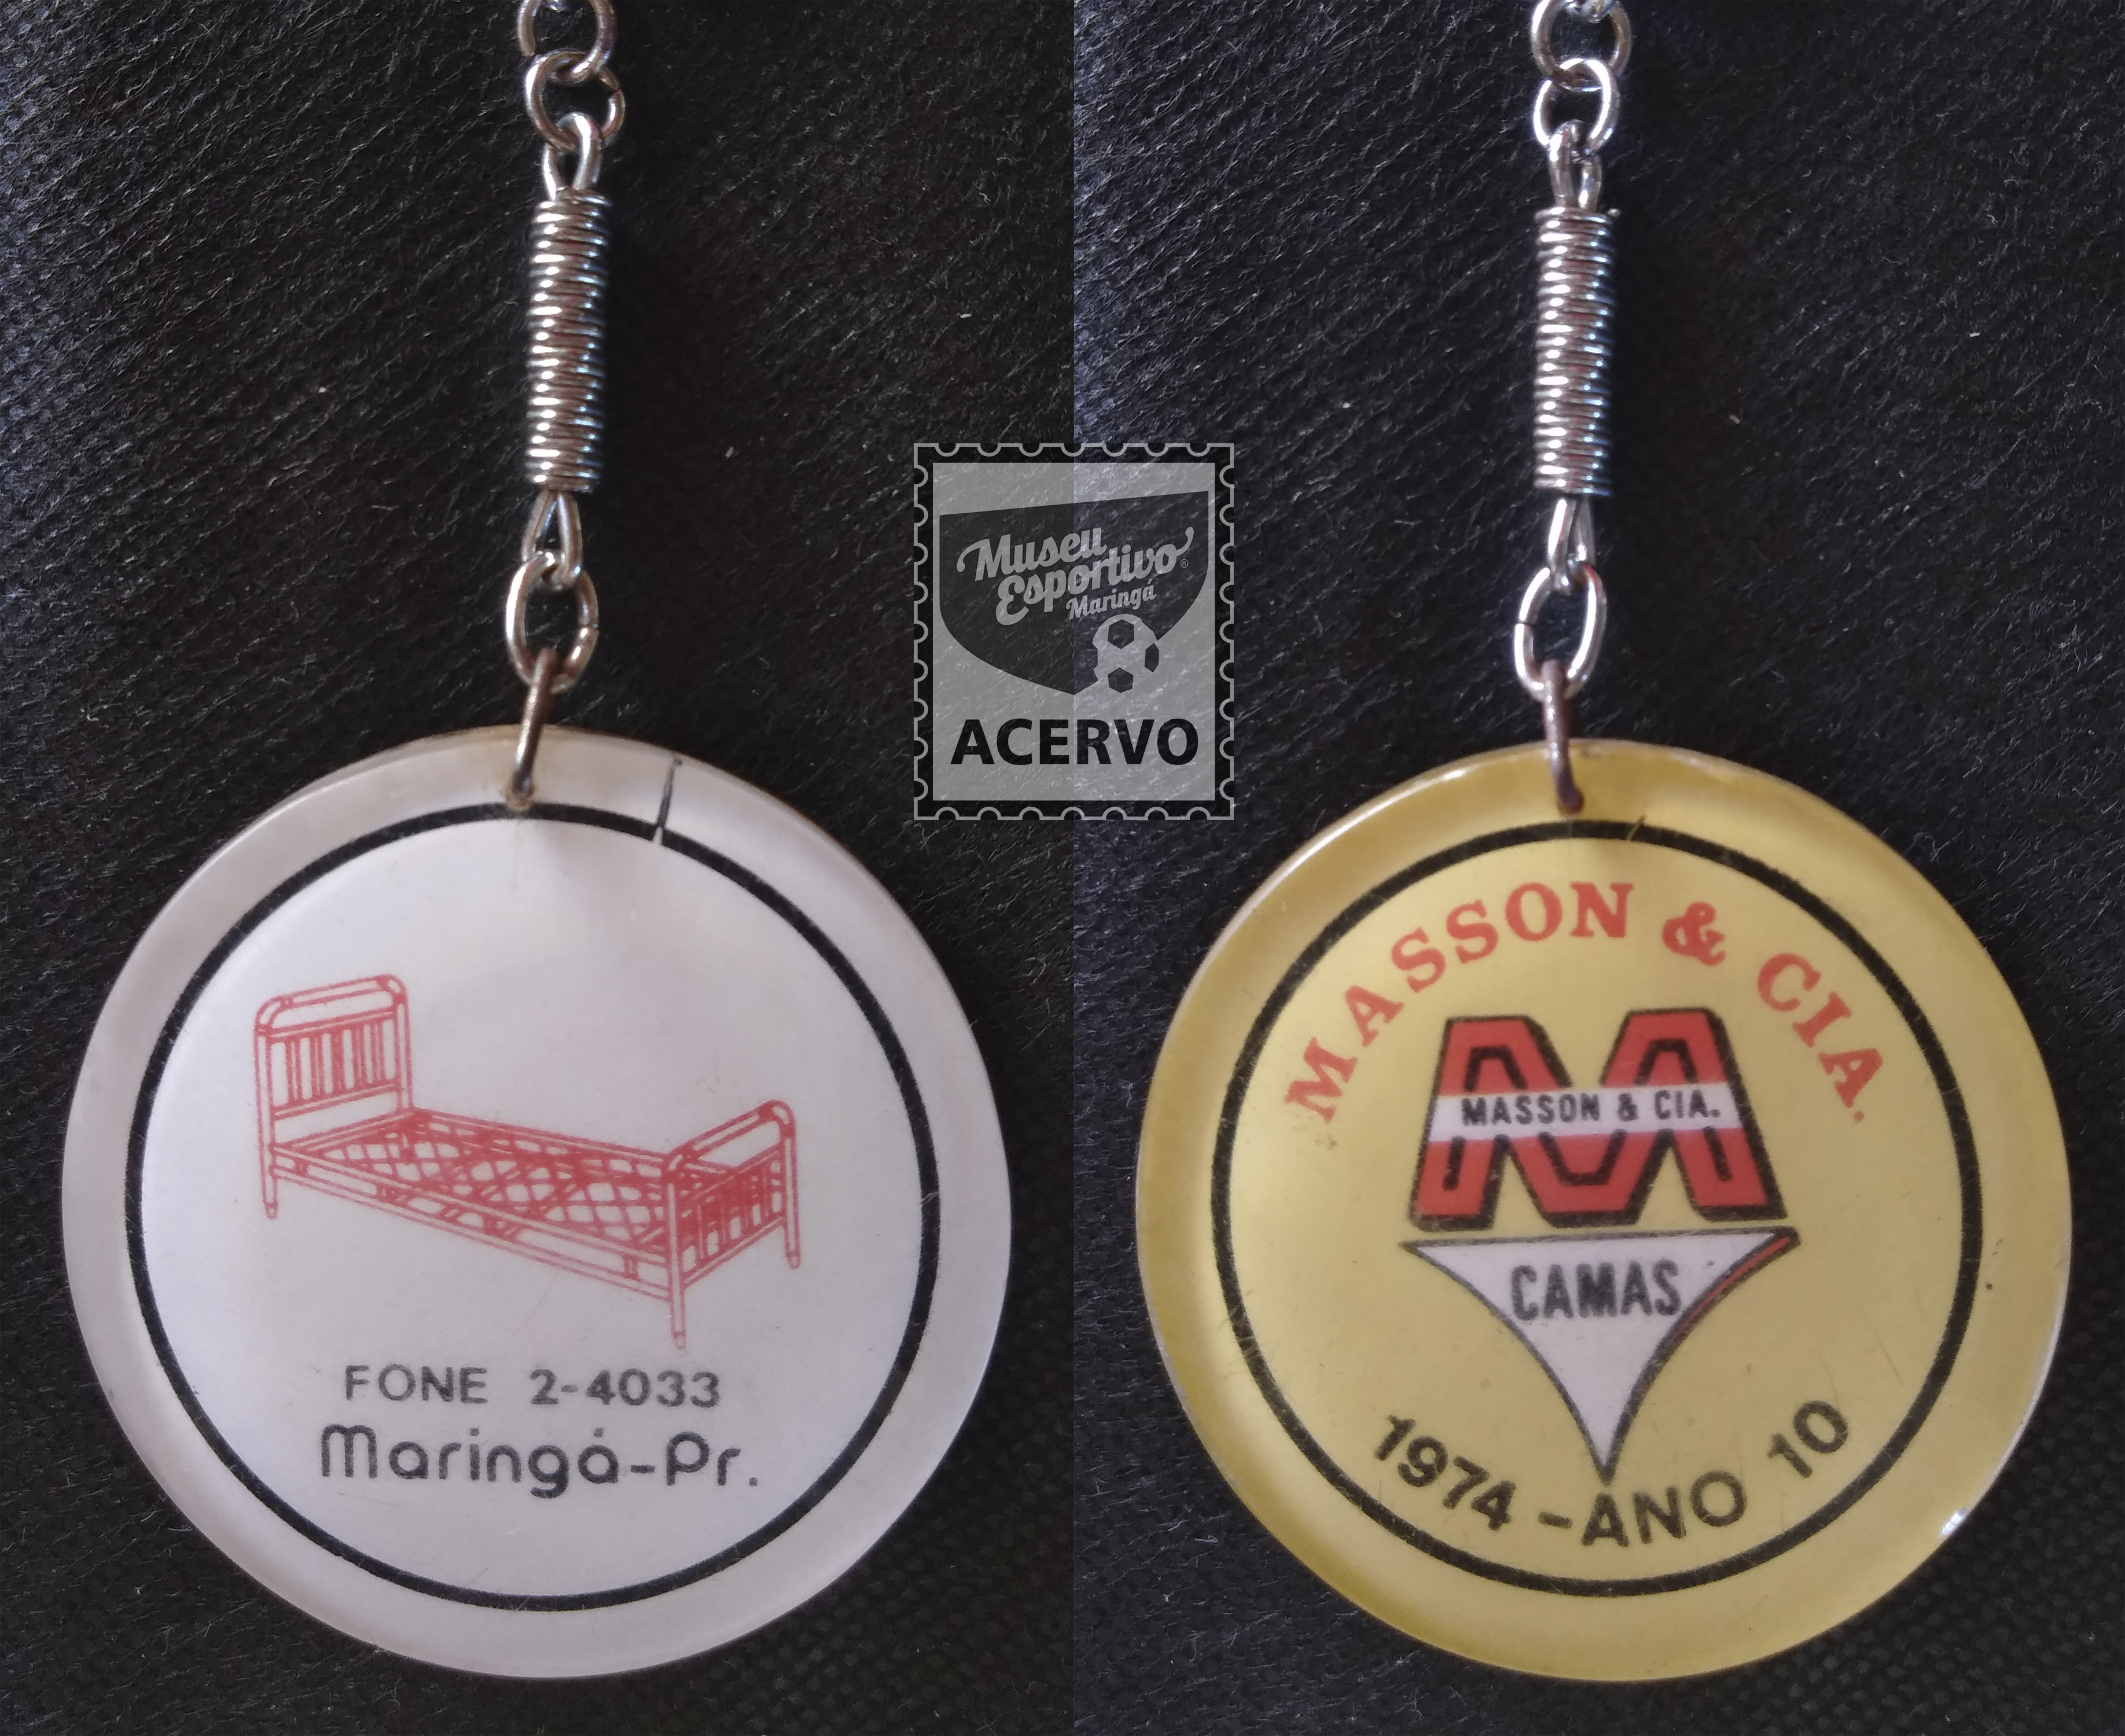 FONE 2-4033
Maringá-Pr.
Museu
Esportivo®
Maringá
ACERVO
MASSON & CIA.
MASSON & CIA.
CAMAS
1974 - ANO 10